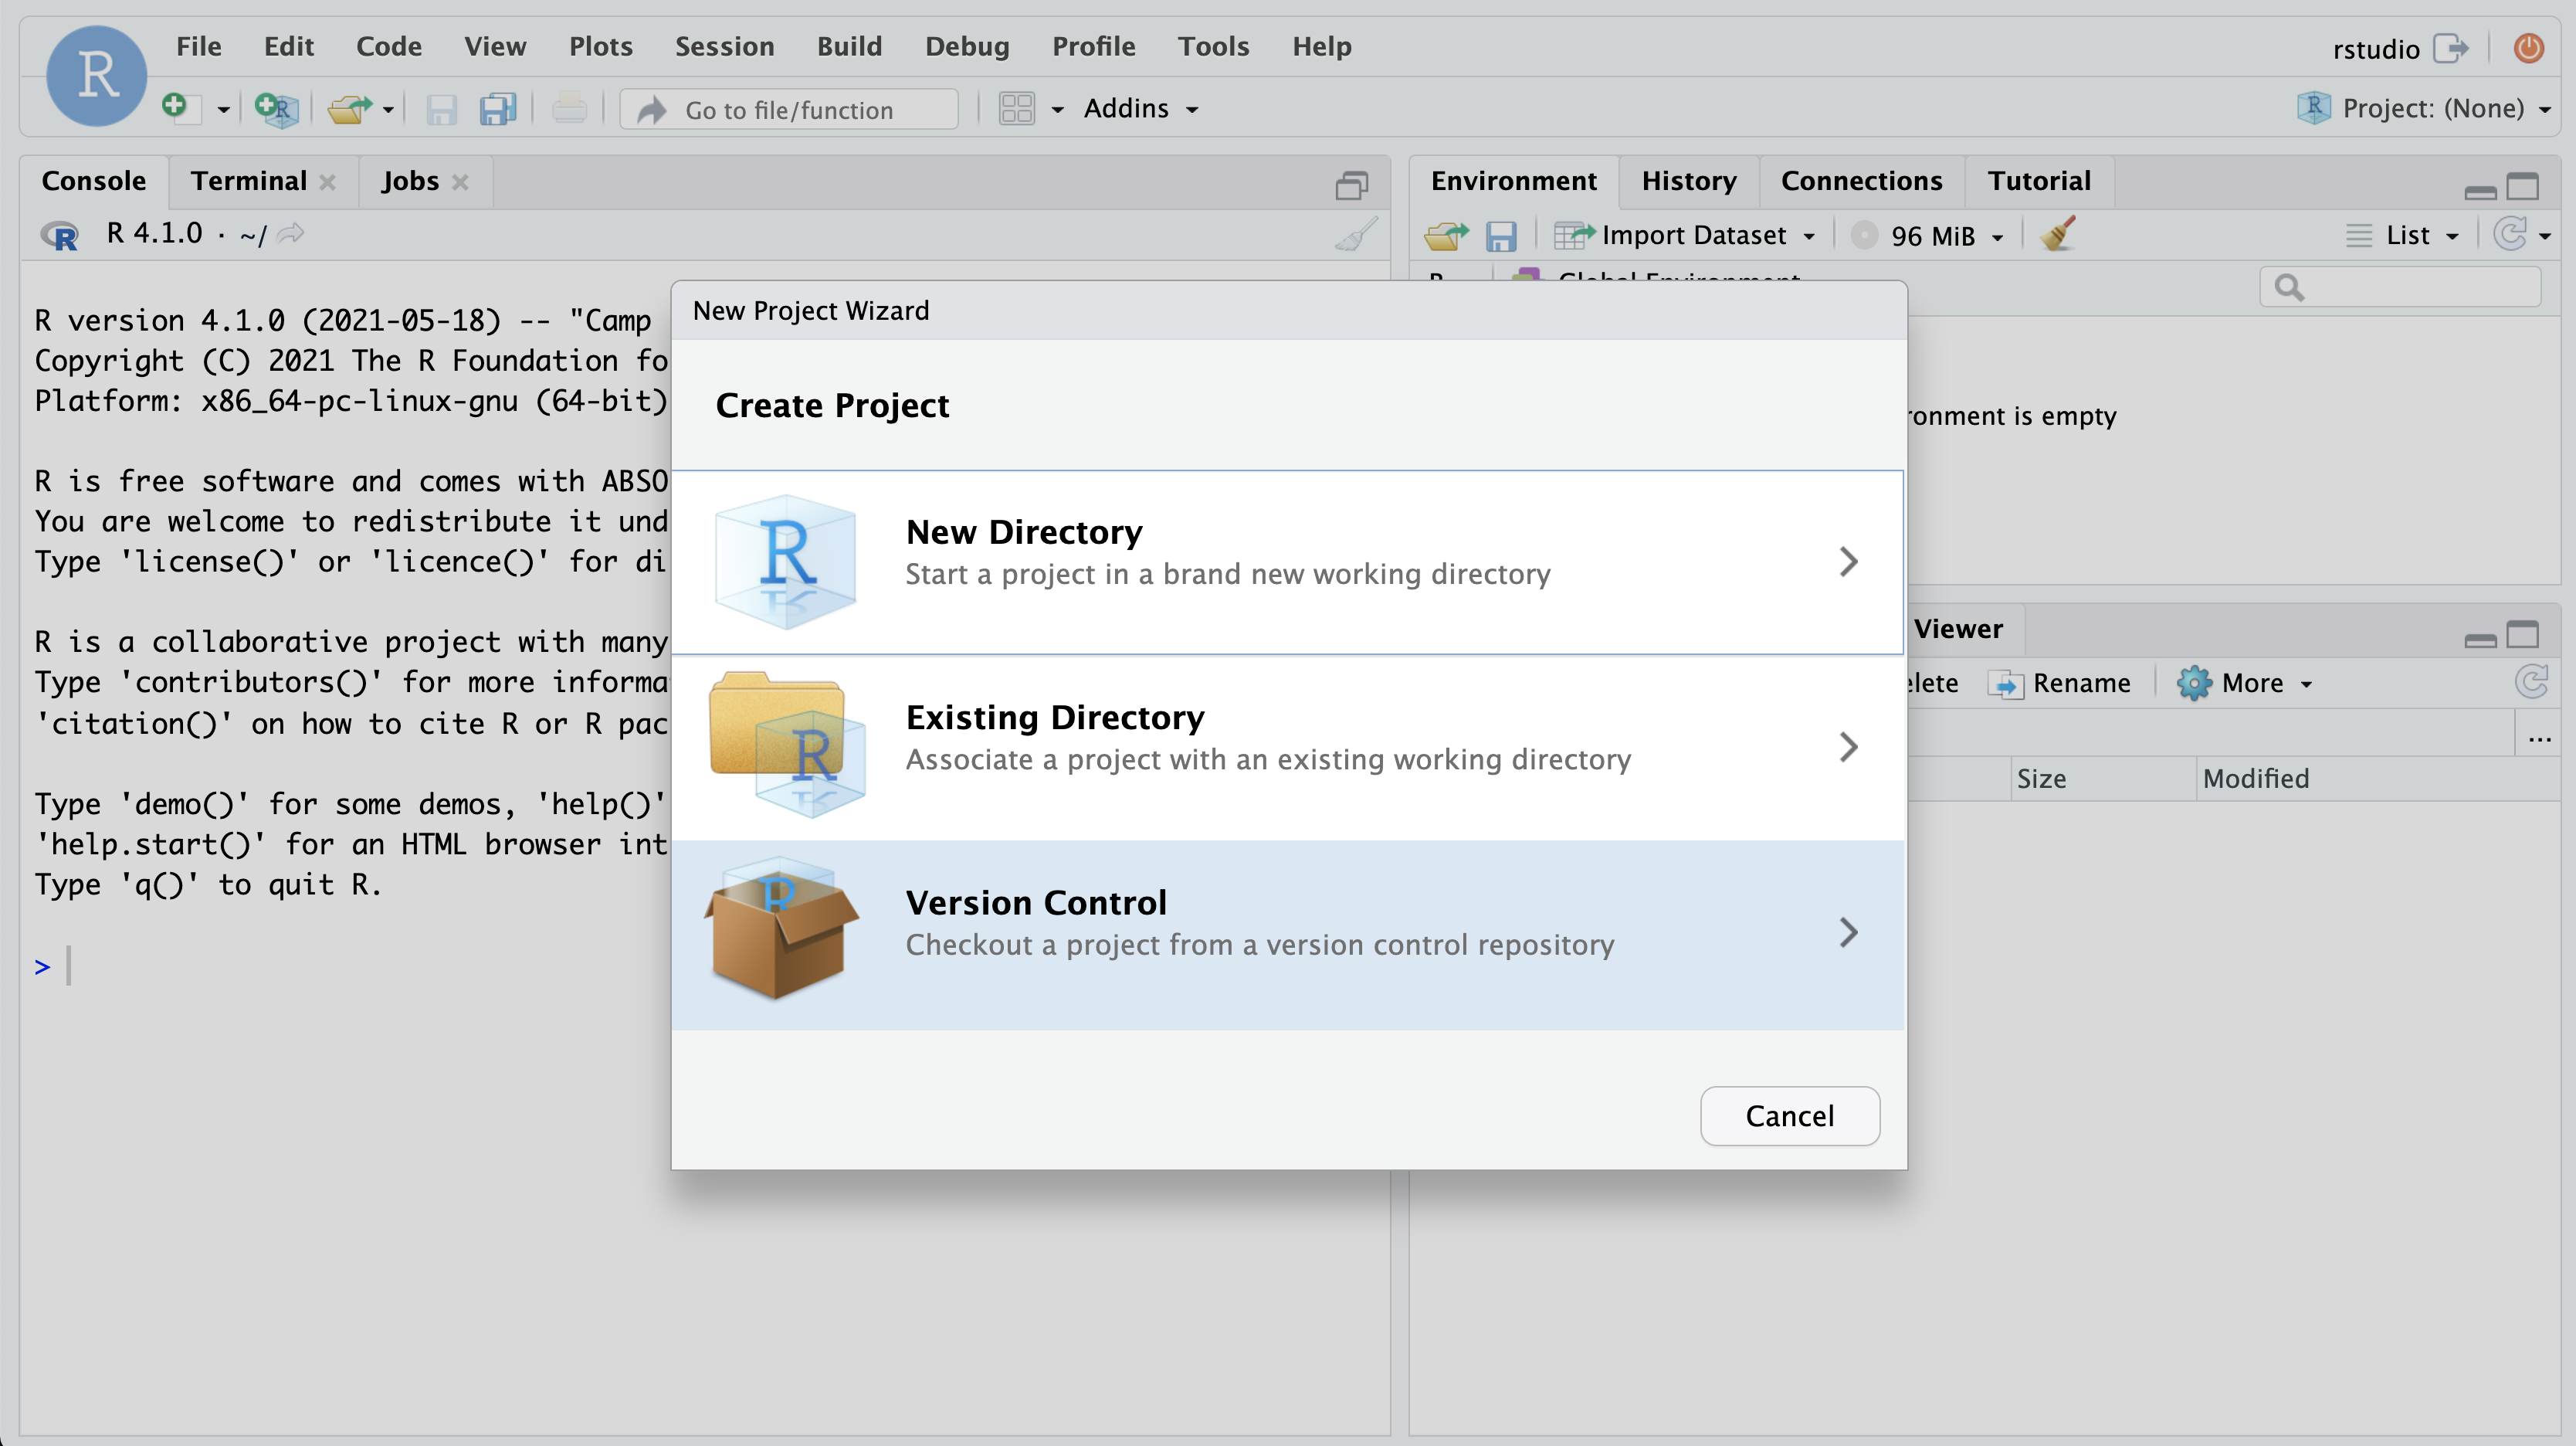 R
File Edit Code View Plots Session Build Debug Profile Tools Help
rstudio
Go to file/function
Addins
Project: (None)
Console
Terminal
Jobs
R 4.1.0 · ~/
R version 4.1.0 (2021-05-18) -- "Camp
Copyright (C) 2021 The R Foundation fo
Platform: x86_64-pc-linux-gnu (64-bit)
R is free software and comes with ABSO
You are welcome to redistribute it und
Type 'license()' or 'licence()' for di
R is a collaborative project with many
Type 'contributors()' for more informa
'citation()' on how to cite R or R pac
Type 'demo()' for some demos, 'help()'
'help.start()' for an HTML browser int
Type 'q()' to quit R.
>
Environment
History
Connections
Tutorial
Import Dataset
96 MiB
List
Global Environment
ronment is empty
Viewer
elete
Rename
More
...
Size
Modified
New Project Wizard
Create Project
New Directory
Start a project in a brand new working directory
Existing Directory
Associate a project with an existing working directory
Version Control
Checkout a project from a version control repository
Cancel